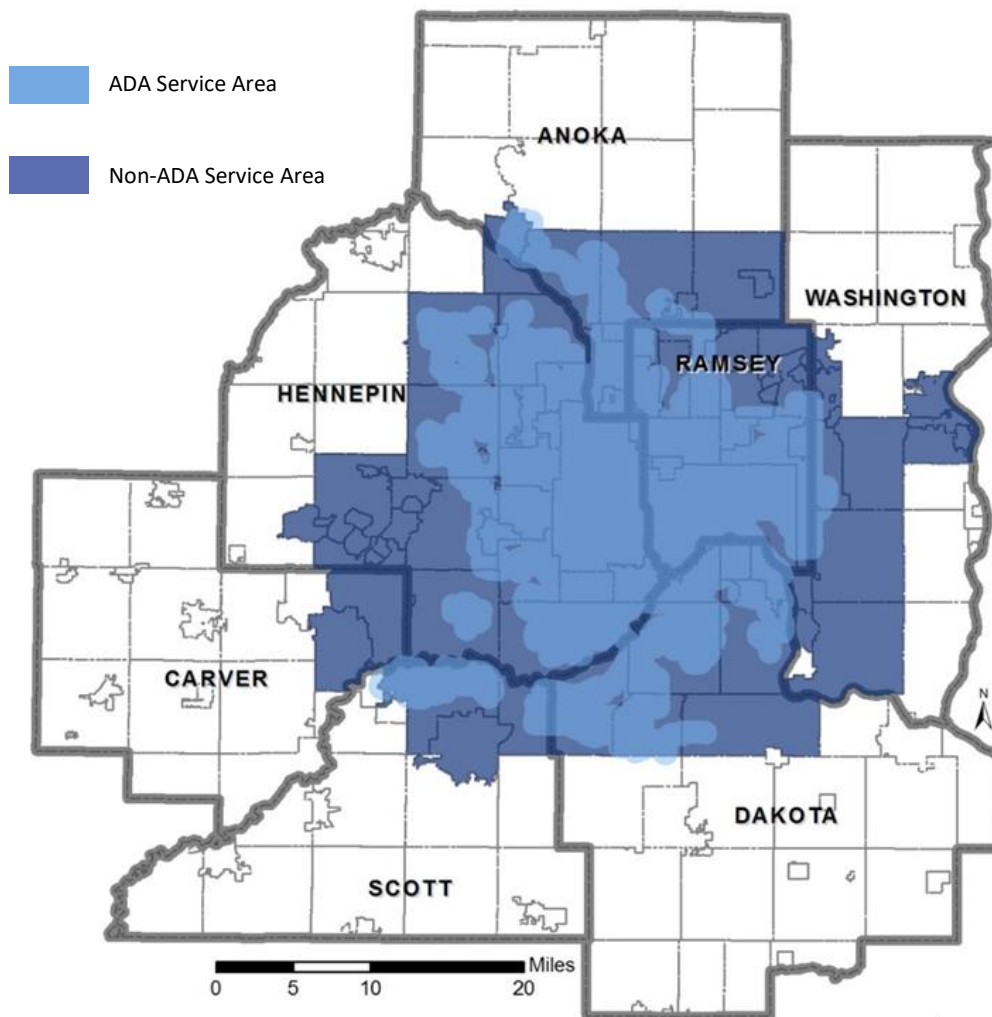 ADA Service Area
Non-ADA Service Area
ANOKA
WASHINGTON
RAMSEY
HENNEPIN
CARVER
N
DAKOTA
SCOTT
Miles
0 5 10 20